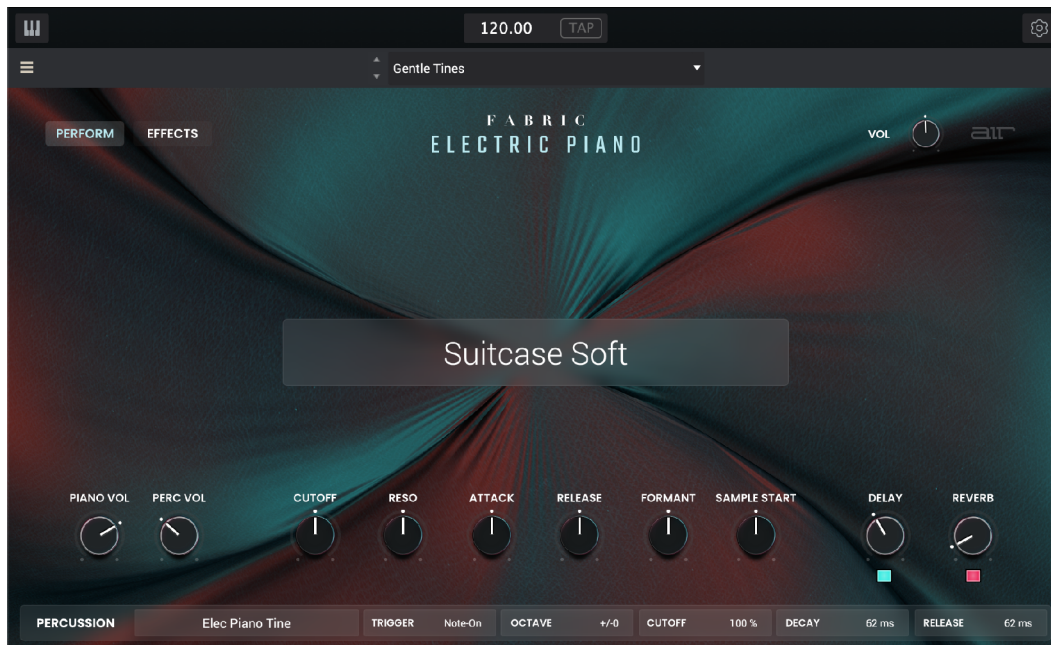 120.00 TAP
Gentle Tines
PERFORM EFFECTS
FABRIC
ELECTRIC PIANO
VOL
air
Suitcase Soft
PIANO VOL PERC VOL CUTOFF RESO ATTACK RELEASE FORMANT SAMPLE START DELAY REVERB
PERCUSSION Elec Piano Tine TRIGGER Note-On OCTAVE +/-0 CUTOFF 100 % DECAY 62 ms RELEASE 62 ms